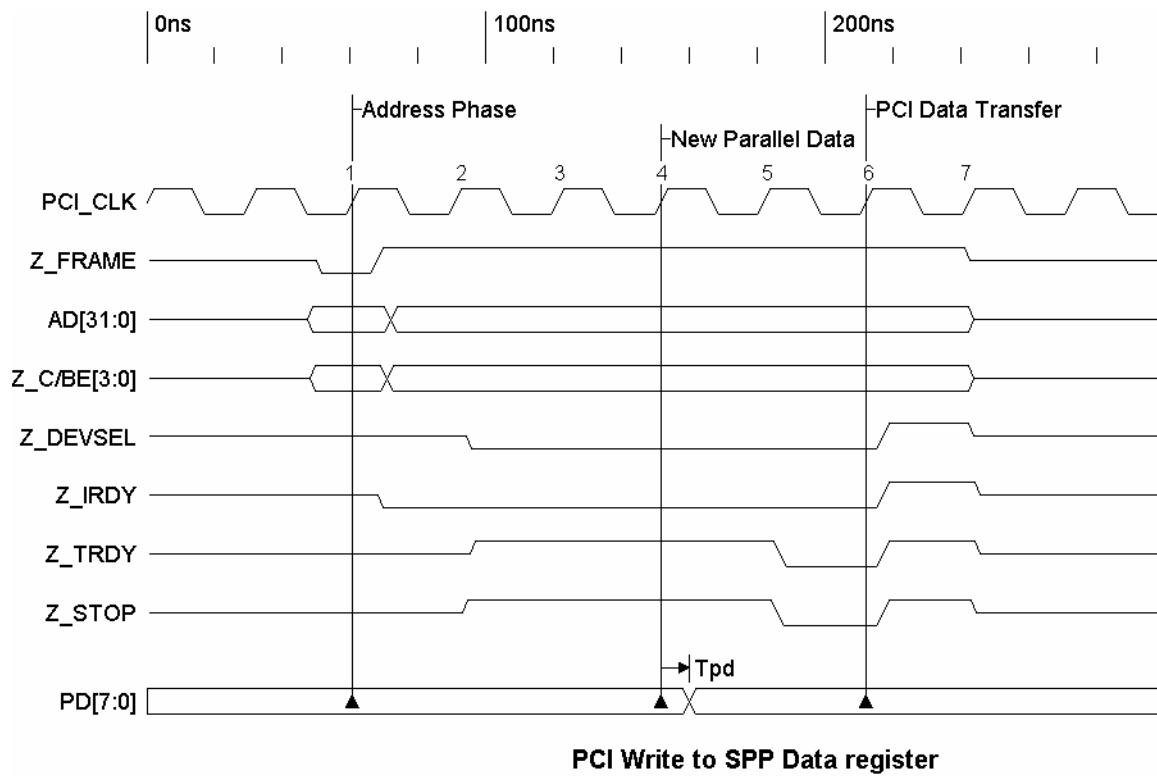 0ns 100ns 200ns
Address Phase PCI Data Transfer
New Parallel Data
1 2 3 4 5 6 7
PCI_CLK
Z_FRAME
AD[31:0]
Z_C/BE[3:0]
Z_DEVSEL
Z_IRDY
Z_TRDY
Z_STOP
Tpd
PD[7:0]
PCI Write to SPP Data register